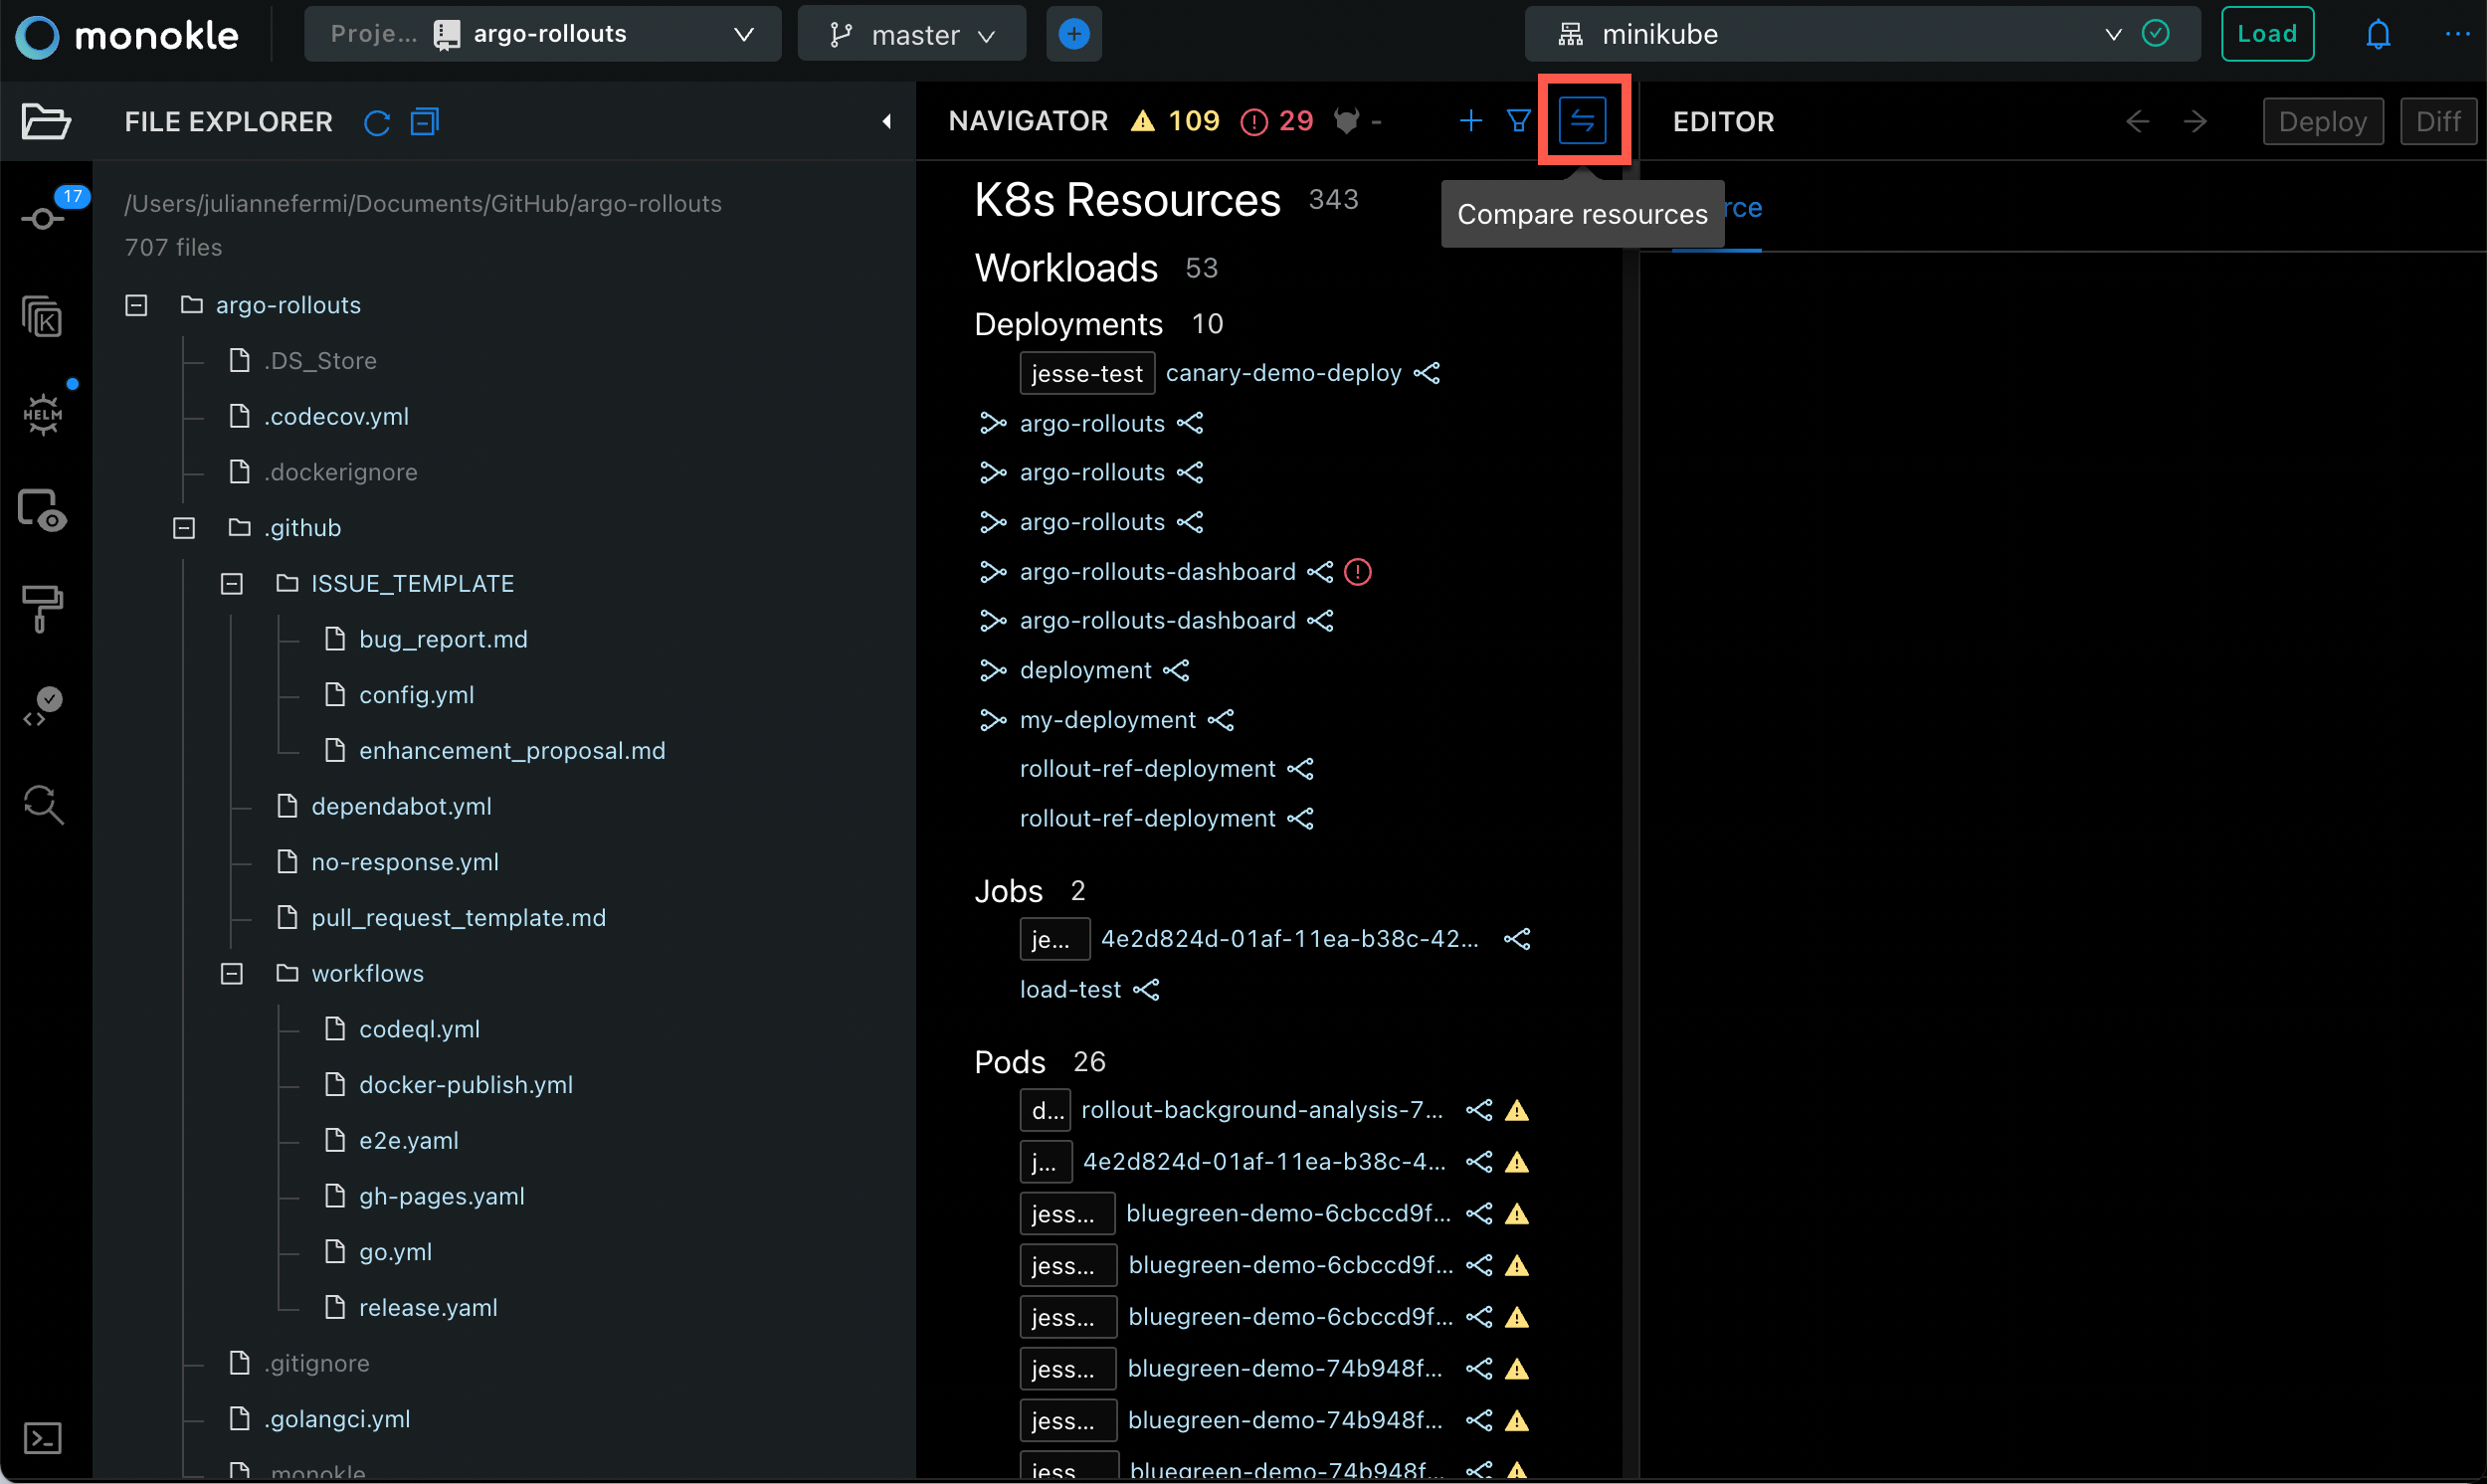 monokle Proje... argo-rollouts master minikube Load
FILE EXPLORER
NAVIGATOR 109 29 -
EDITOR Deploy Diff
17
/Users/juliannefermi/Documents/GitHub/argo-rollouts
707 files
argo-rollouts
.DS_Store
.codecov.yml
.dockerignore
.github
ISSUE_TEMPLATE
bug_report.md
config.yml
enhancement_proposal.md
dependabot.yml
no-response.yml
pull_request_template.md
workflows
codeql.yml
docker-publish.yml
e2e.yaml
gh-pages.yaml
go.yml
release.yaml
.gitignore
.golangci.yml
.monokle
K
HELM
K8s Resources 343
Compare resources
rce
Workloads 53
Deployments 10
jesse-test canary-demo-deploy
argo-rollouts
argo-rollouts
argo-rollouts
argo-rollouts-dashboard
argo-rollouts-dashboard
deployment
my-deployment
rollout-ref-deployment
rollout-ref-deployment
Jobs 2
je... 4e2d824d-01af-11ea-b38c-42...
load-test
Pods 26
d... rollout-background-analysis-7...
j... 4e2d824d-01af-11ea-b38c-4...
jess... bluegreen-demo-6cbccd9f...
jess... bluegreen-demo-6cbccd9f...
jess... bluegreen-demo-6cbccd9f...
jess... bluegreen-demo-74b948f...
jess... bluegreen-demo-74b948f...
jess... bluegreen-demo-74b948f...